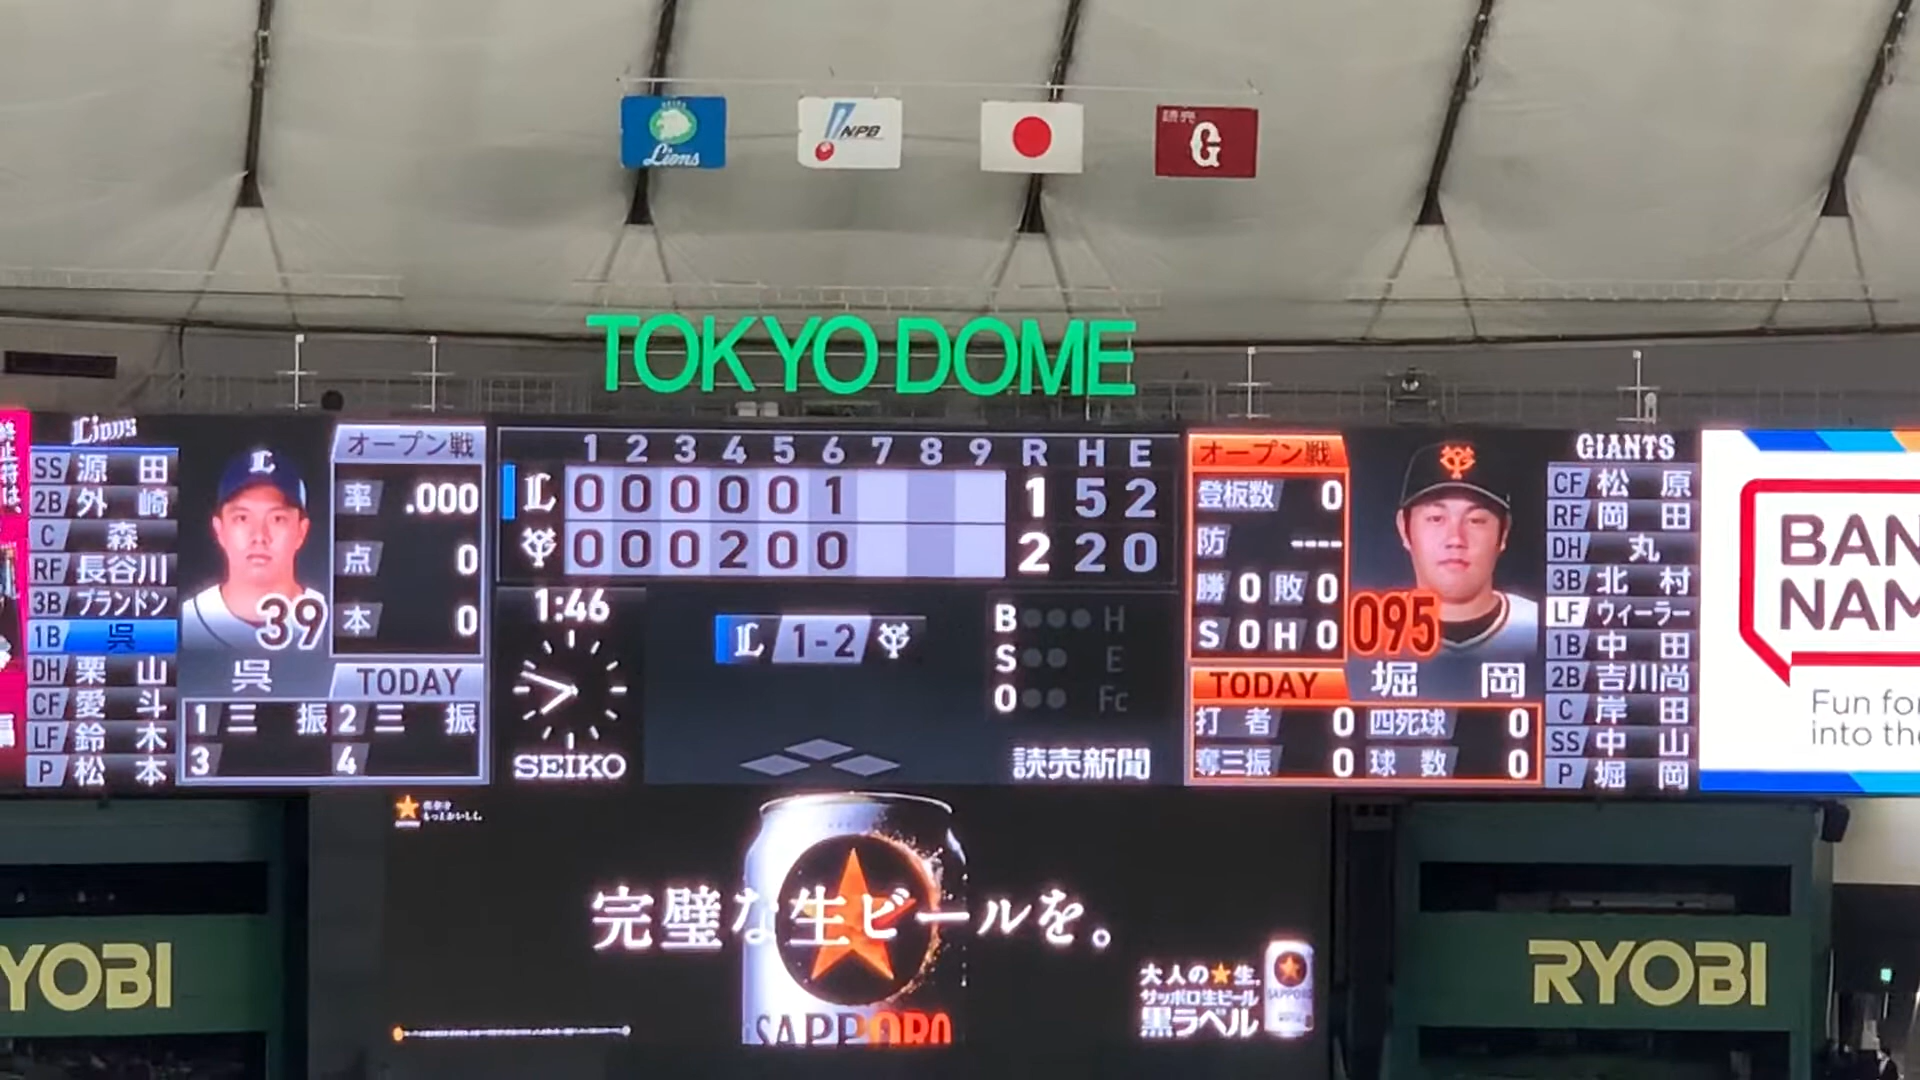 Lions
NPB
読売
G
TOKYO DOME
Lions
SS 源田
2B 外崎
C 森
RF 長谷川
3B ブランドン
1B 呉
DH 栗山
CF 愛斗
LF 鈴木
P 松本
39
呉
オープン戦
率 .000
点 0
本 0
TODAY
1 三振 2 三振
3 4
1 2 3 4 5 6 7 8 9 R H E
L 0 0 0 0 0 1 1 5 2
0 0 0 2 0 0 2 2 0
1:46
SEIKO
L 1-2
B H
S E
O Fc
読売新聞
オープン戦
登板数 0
防 ----
勝 0 敗 0
S 0 H 0
095
堀岡
TODAY
打者 0 四死球 0
奪三振 0 球数 0
GIANTS
CF 松原
RF 岡田
DH 丸
3B 北村
LF ウィーラー
1B 中田
2B 吉川尚
C 岸田
SS 中山
P 堀岡
BAN
NAM
Fun for
into the
完璧な生ビールを。
SAPPORO
大人の★生。
サッポロ生ビール
黒ラベル
YOBI
RYOBI